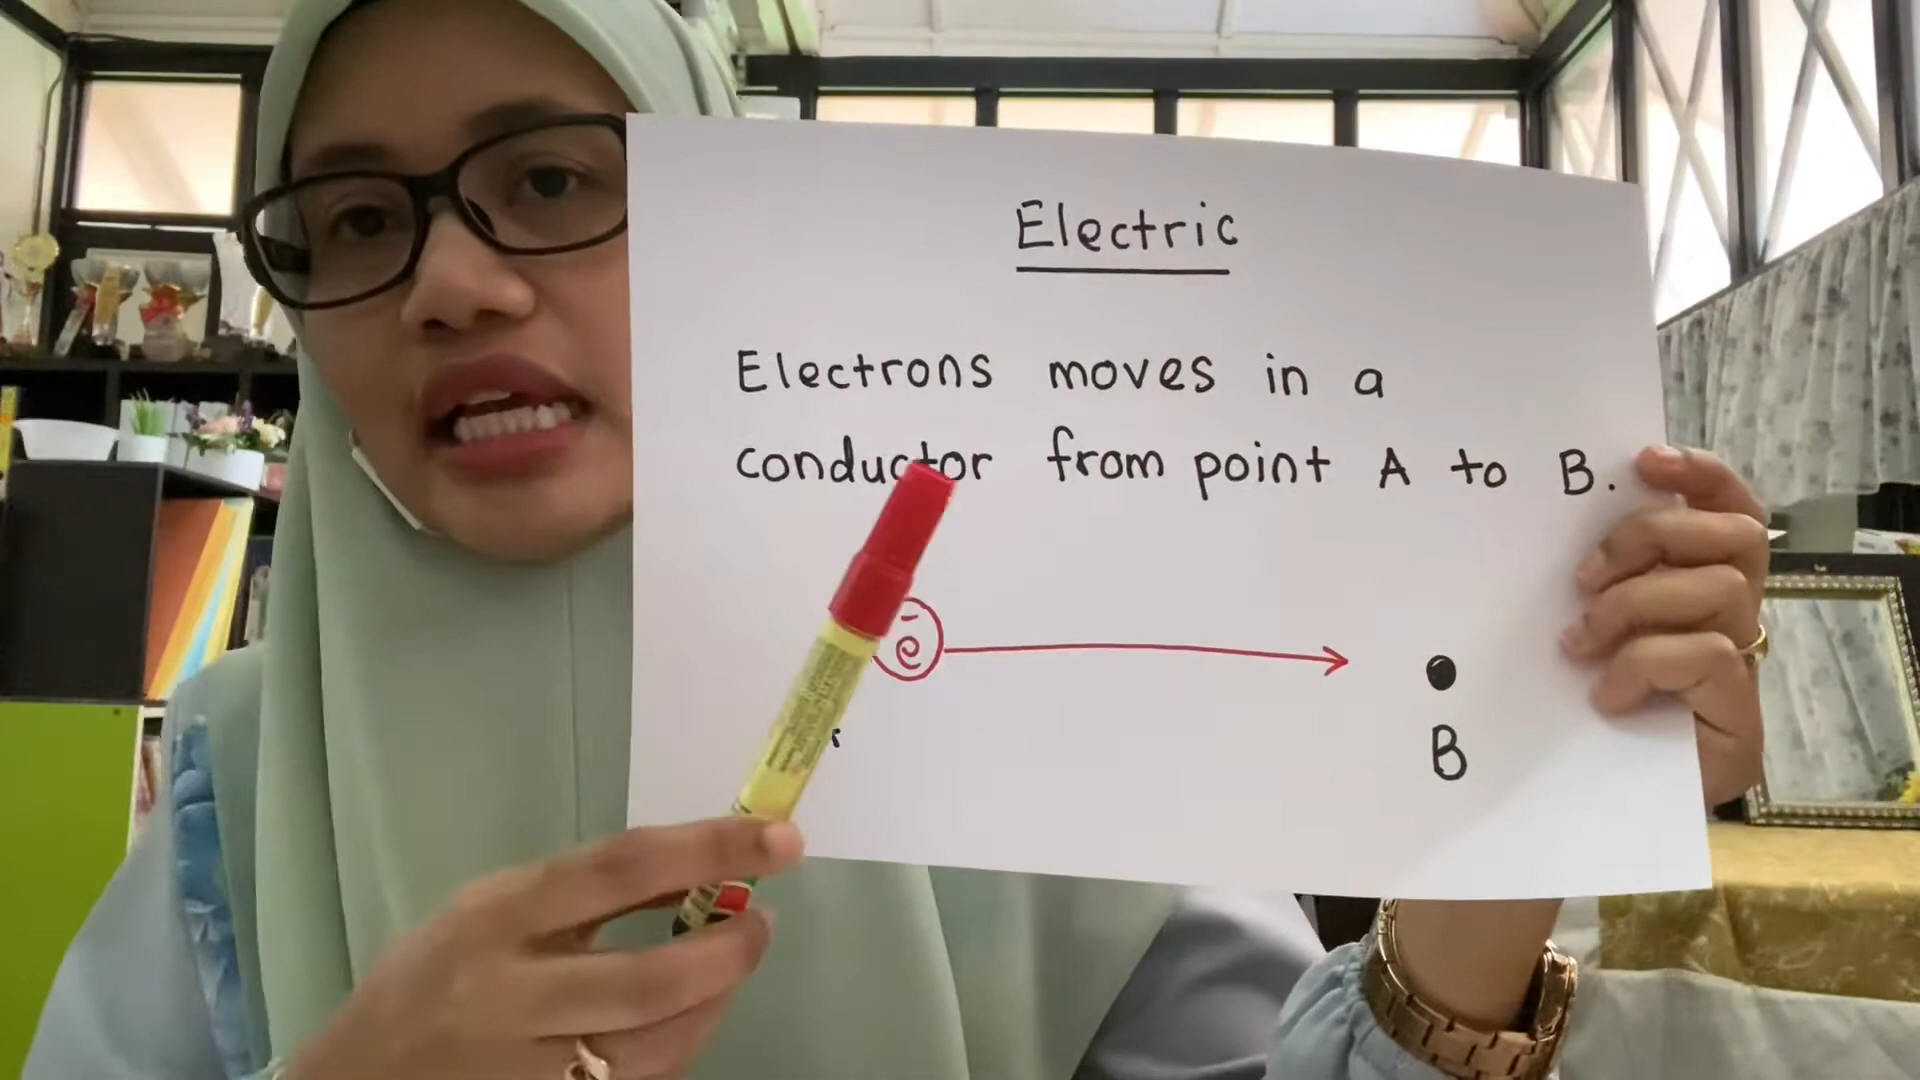 Electric
Electrons moves in a
conductor from point A to B.
e
B